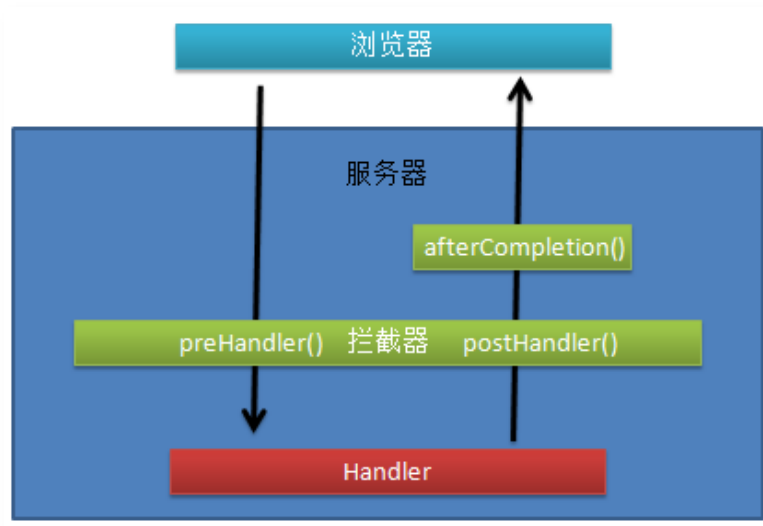 浏览器
服务器
afterCompletion()
preHandler() 拦截器 postHandler()
Handler